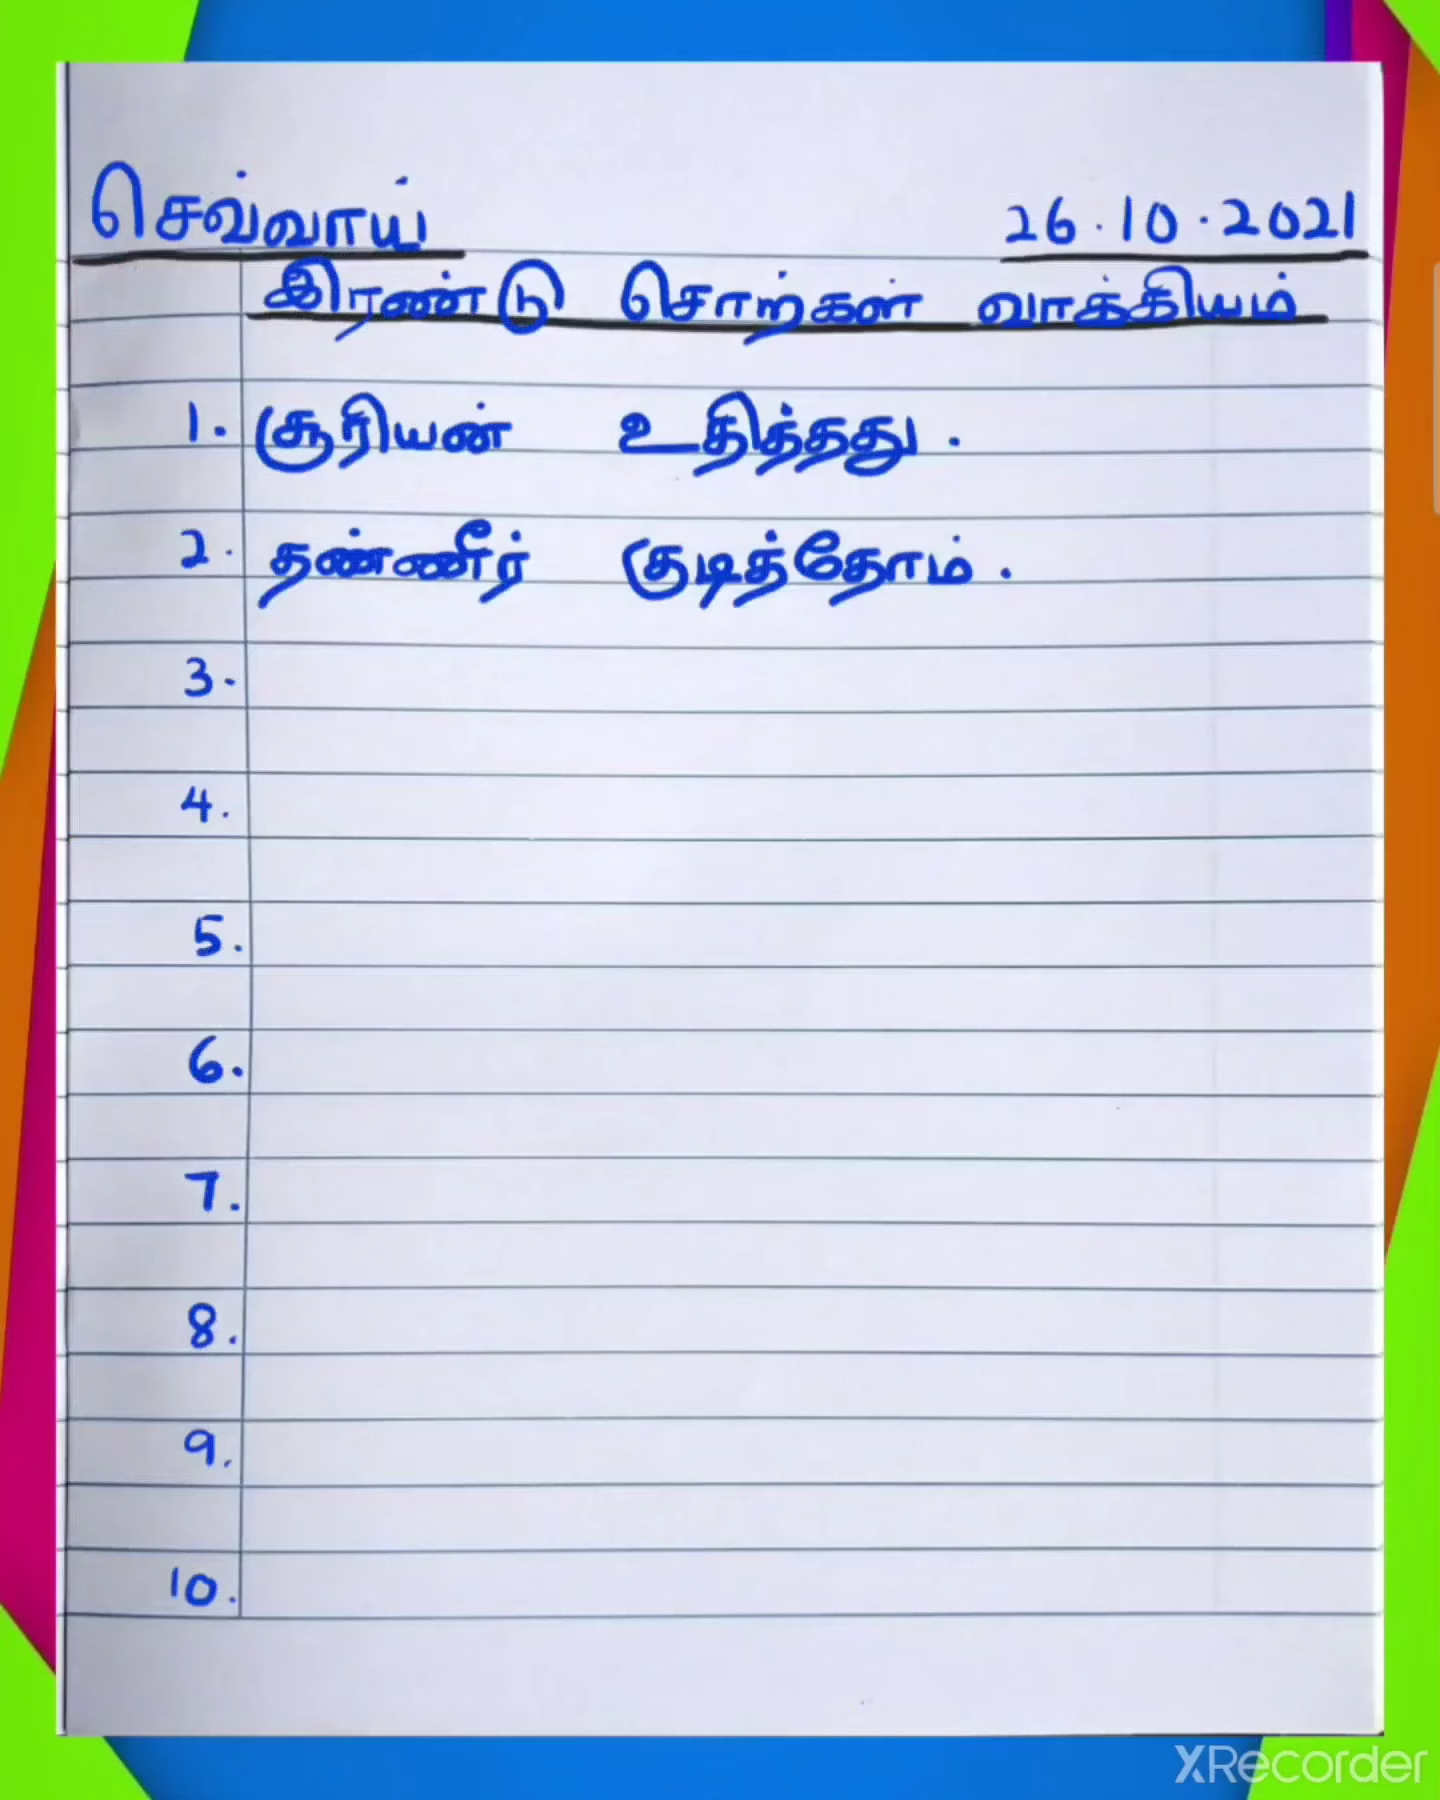 செவ்வாய் 26.10.2021
இரண்டு சொற்கள் வாக்கியம்
1. சூரியன் உதித்தது.
2. தண்ணீர் குடித்தோம்.
3.
4.
5.
6.
7.
8.
9.
10.
XRecorder